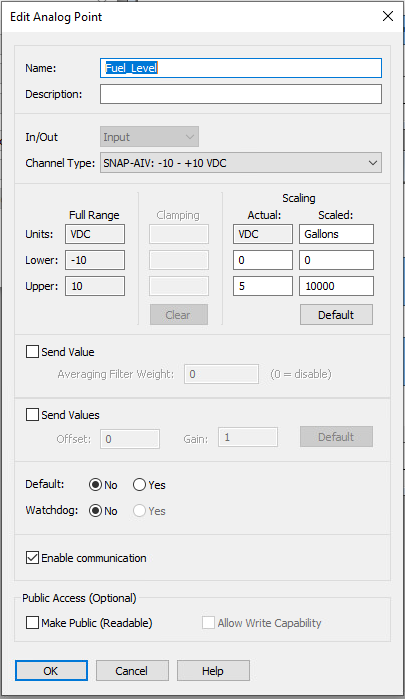 Edit Analog Point
Name: Fuel_Level
Description:
In/Out Input
Channel Type: SNAP-AIV: -10 - +10 VDC
Scaling
Full Range Clamping Actual: Scaled:
Units: VDC VDC Gallons
Lower: -10 0 0
Upper: 10 5 10000
Clear Default
Send Value
Averaging Filter Weight: 0 (0 = disable)
Send Values
Offset: 0 Gain: 1 Default
Default: No Yes
Watchdog: No Yes
Enable communication
Public Access (Optional)
Make Public (Readable) Allow Write Capability
OK Cancel Help